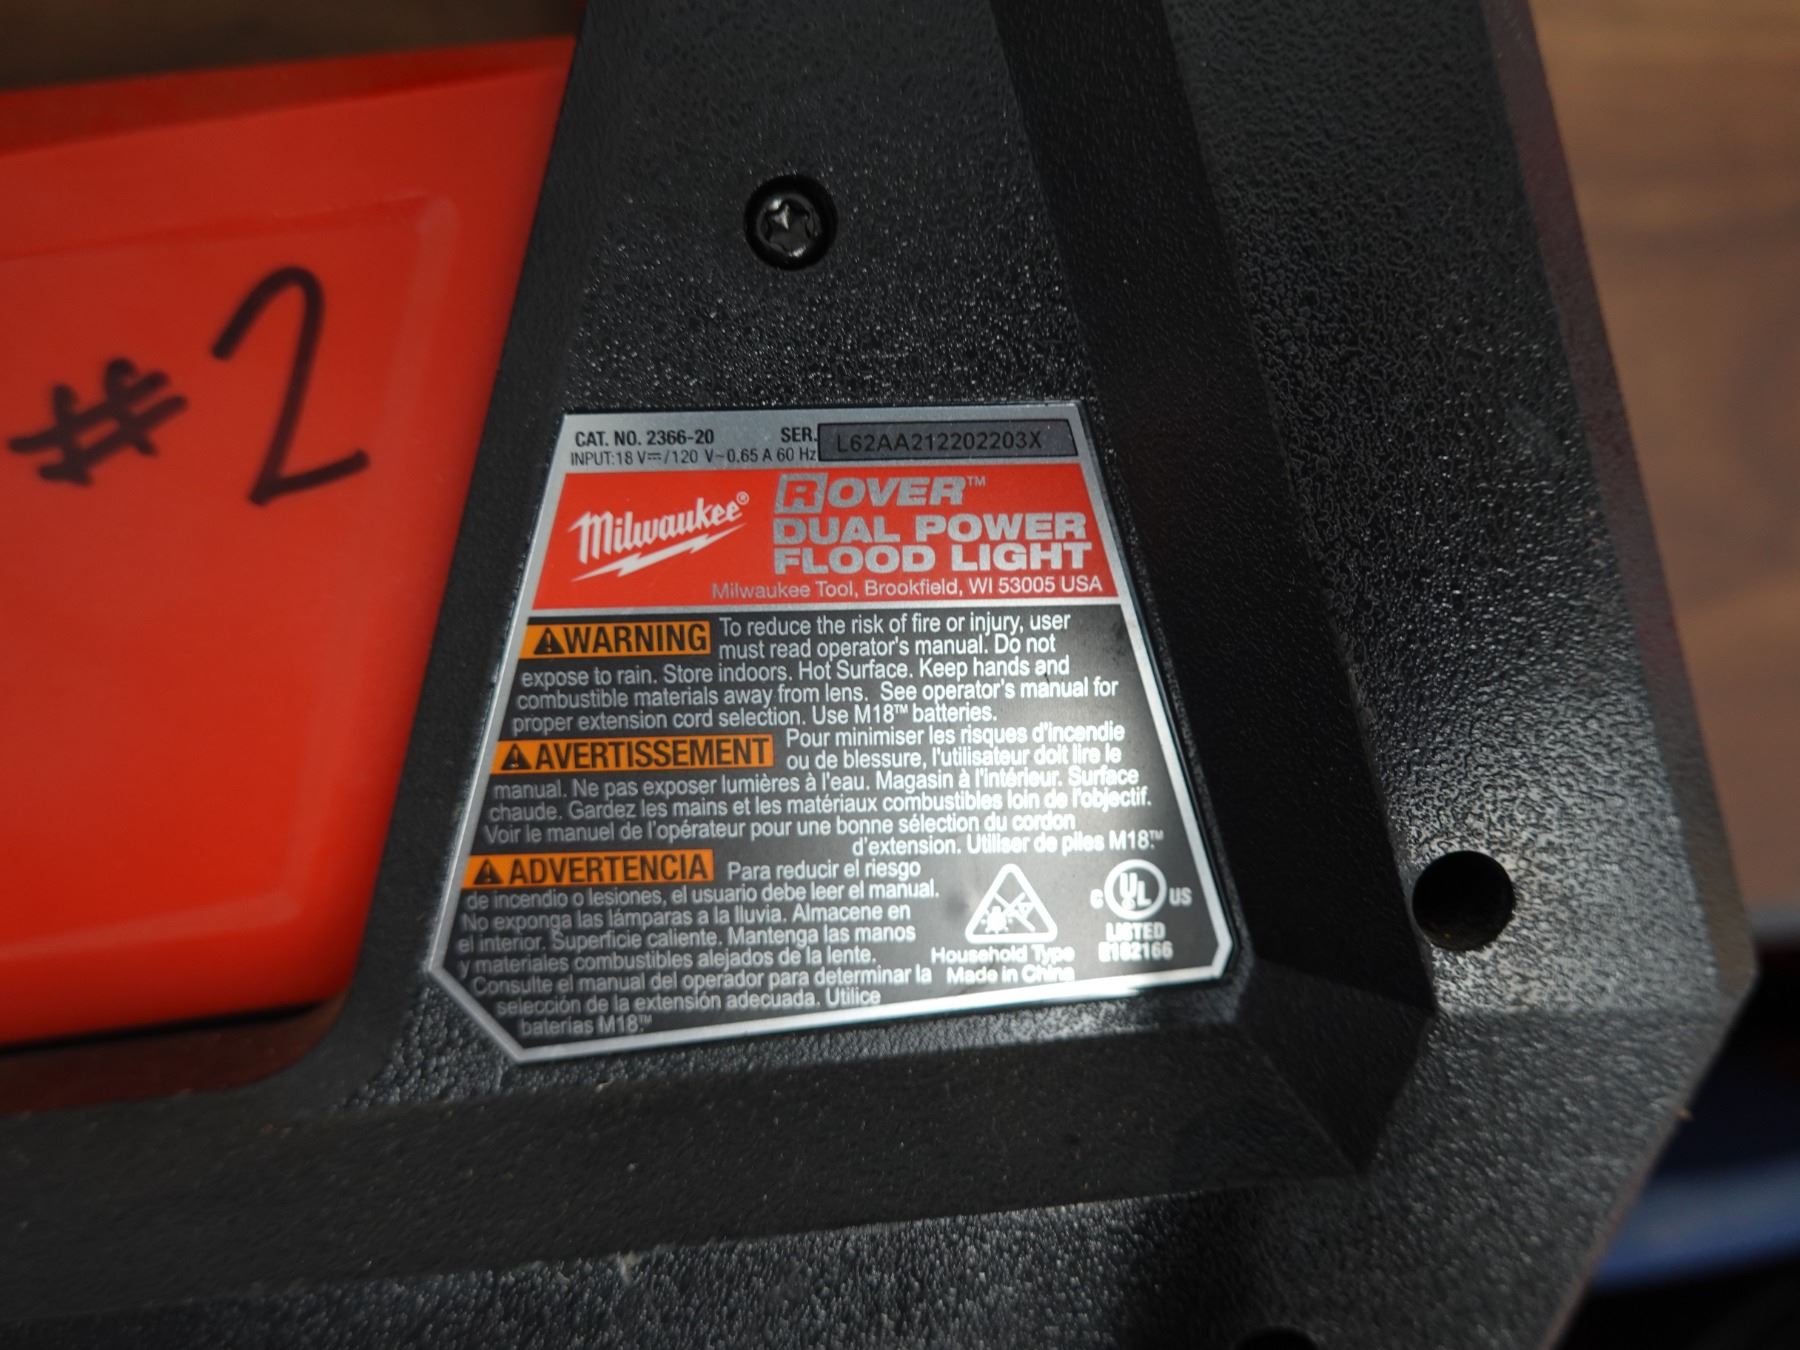 #2
CAT. NO. 2366-20 SER. L62AA212202203X
INPUT:18 V⎓/120 V~0.65 A 60 Hz
Milwaukee®
ROVER™
DUAL POWER
FLOOD LIGHT
Milwaukee Tool, Brookfield, WI 53005 USA
⚠WARNING To reduce the risk of fire or injury, user
must read operator's manual. Do not
expose to rain. Store indoors. Hot Surface. Keep hands and
combustible materials away from lens. See operator's manual for
proper extension cord selection. Use M18™ batteries.
⚠AVERTISSEMENT Pour minimiser les risques d'incendie
ou de blessure, l'utilisateur doit lire le
manual. Ne pas exposer lumières à l'eau. Magasin à l'intérieur. Surface
chaude. Gardez les mains et les matériaux combustibles loin de l'objectif.
Voir le manuel de l'opérateur pour une bonne sélection du cordon
d'extension. Utiliser de piles M18.™
⚠ADVERTENCIA Para reducir el riesgo
de incendio o lesiones, el usuario debe leer el manual.
No exponga las lámparas a la lluvia. Almacene en
el interior. Superficie caliente. Mantenga las manos
y materiales combustibles alejados de la lente.
Consulte el manual del operador para determinar la
selección de la extensión adecuada. Utilice
baterías M18™
Household Type
Made in China
c UL US
LISTED
E182166